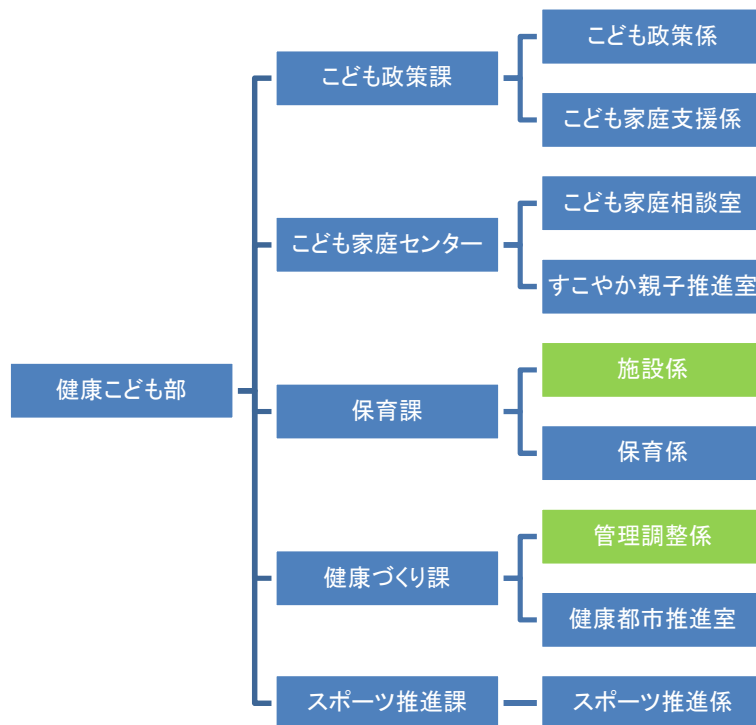 健康こども部
こども政策課
こども政策係
こども家庭支援係
こども家庭センター
こども家庭相談室
すこやか親子推進室
保育課
施設係
保育係
健康づくり課
管理調整係
健康都市推進室
スポーツ推進課
スポーツ推進係